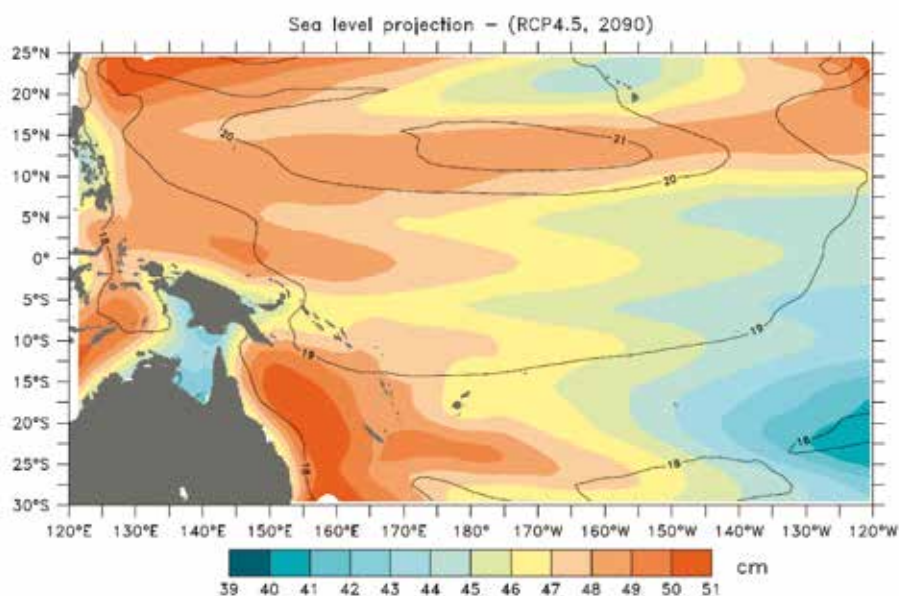 Sea level projection - (RCP4.5, 2090)
25°N
20°N
15°N
10°N
5°N
0°
5°S
10°S
15°S
20°S
25°S
30°S
20
21
20
18
19
19
18
18
18
120°E 130°E 140°E 150°E 160°E 170°E 180° 170°W 160°W 150°W 140°W 130°W 120°W
39 40 41 42 43 44 45 46 47 48 49 50 51 cm